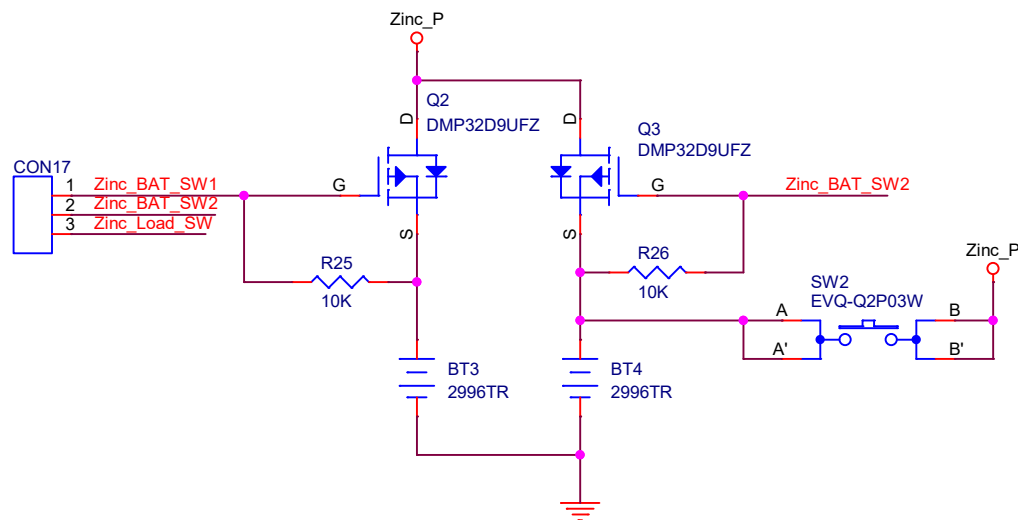 Zinc_P
Q2
DMP32D9UFZ
D
G
S
D
G
S
Q3
DMP32D9UFZ
CON17
1 Zinc_BAT_SW1
2 Zinc_BAT_SW2
3 Zinc_Load_SW
Zinc_BAT_SW2
R25
10K
R26
10K
Zinc_P
SW2
EVQ-Q2P03W
A
A'
B
B'
BT3
2996TR
BT4
2996TR